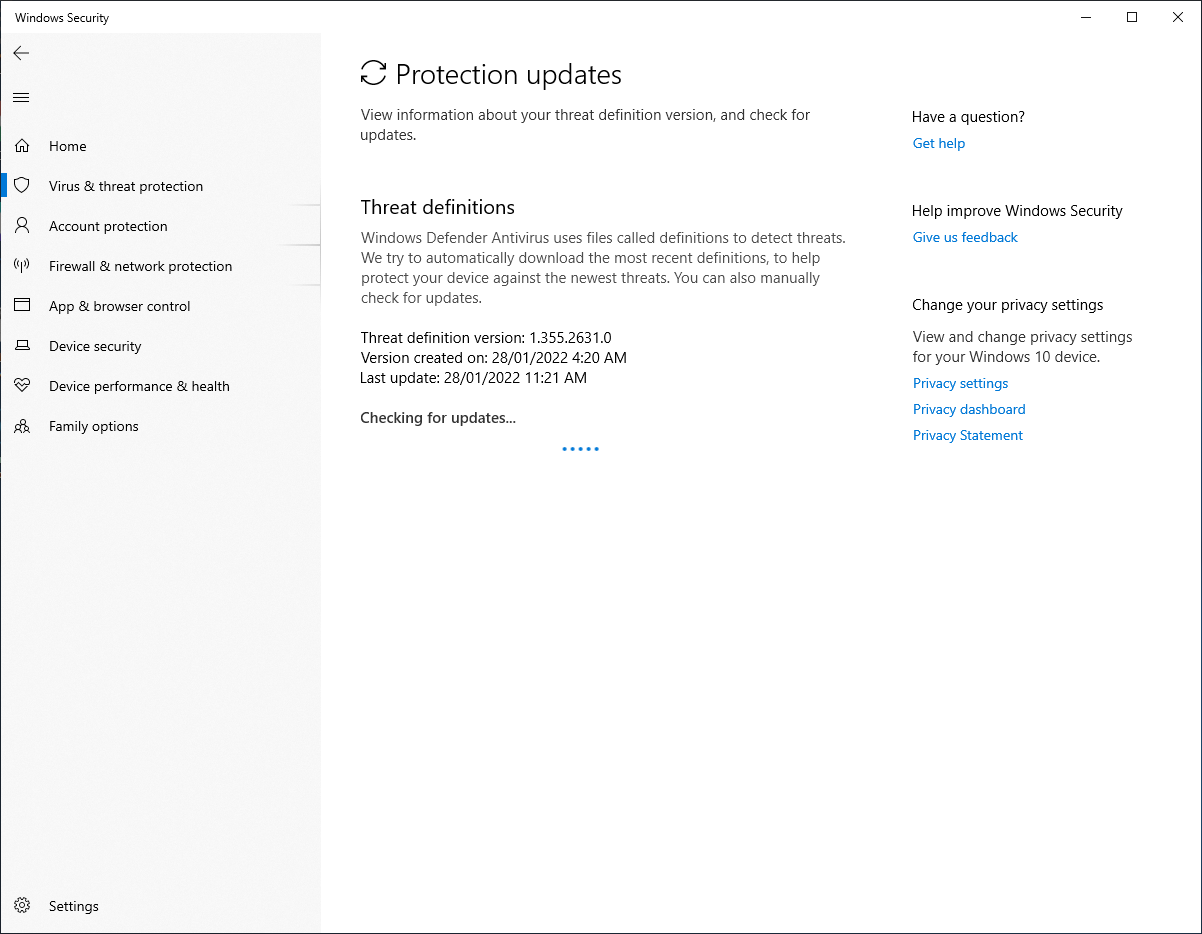 Windows Security
Home
Virus & threat protection
Account protection
Firewall & network protection
App & browser control
Device security
Device performance & health
Family options
Settings
Protection updates
View information about your threat definition version, and check for
updates.
Threat definitions
Windows Defender Antivirus uses files called definitions to detect threats.
We try to automatically download the most recent definitions, to help
protect your device against the newest threats. You can also manually
check for updates.
Threat definition version: 1.355.2631.0
Version created on: 28/01/2022 4:20 AM
Last update: 28/01/2022 11:21 AM
Checking for updates...
Have a question?
Get help
Help improve Windows Security
Give us feedback
Change your privacy settings
View and change privacy settings
for your Windows 10 device.
Privacy settings
Privacy dashboard
Privacy Statement